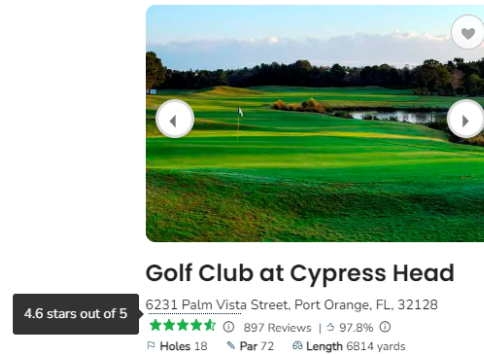 Golf Club at Cypress Head
6231 Palm Vista Street, Port Orange, FL, 32128
4.6 stars out of 5
897 Reviews | 97.8%
Holes 18 Par 72 Length 6814 yards